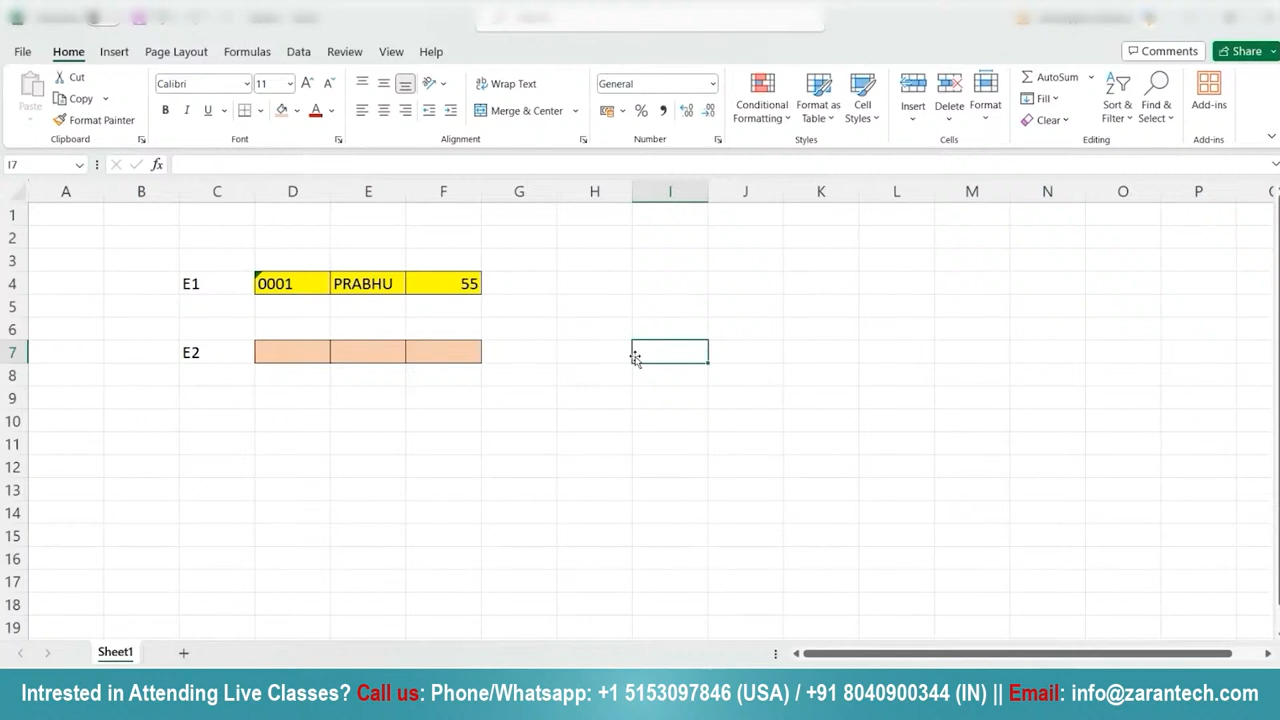 File Home Insert Page Layout Formulas Data Review View Help Comments Share
Paste Cut Copy Format Painter Clipboard
Calibri 11 B I U A Font
Wrap Text Merge & Center Alignment
General % , Number
Conditional Formatting Format as Table Cell Styles Styles
Insert Delete Format Cells
AutoSum Fill Clear Sort & Filter Find & Select Editing
Add-ins Add-ins
I7 fx
A B C D E F G H I J K L M N O P
1
2
3
4 E1 0001 PRABHU 55
5
6
7 E2
8
9
10
11
12
13
14
15
16
17
18
19
Sheet1
Intrested in Attending Live Classes? Call us: Phone/Whatsapp: +1 5153097846 (USA) / +91 8040900344 (IN) || Email: info@zarantech.com